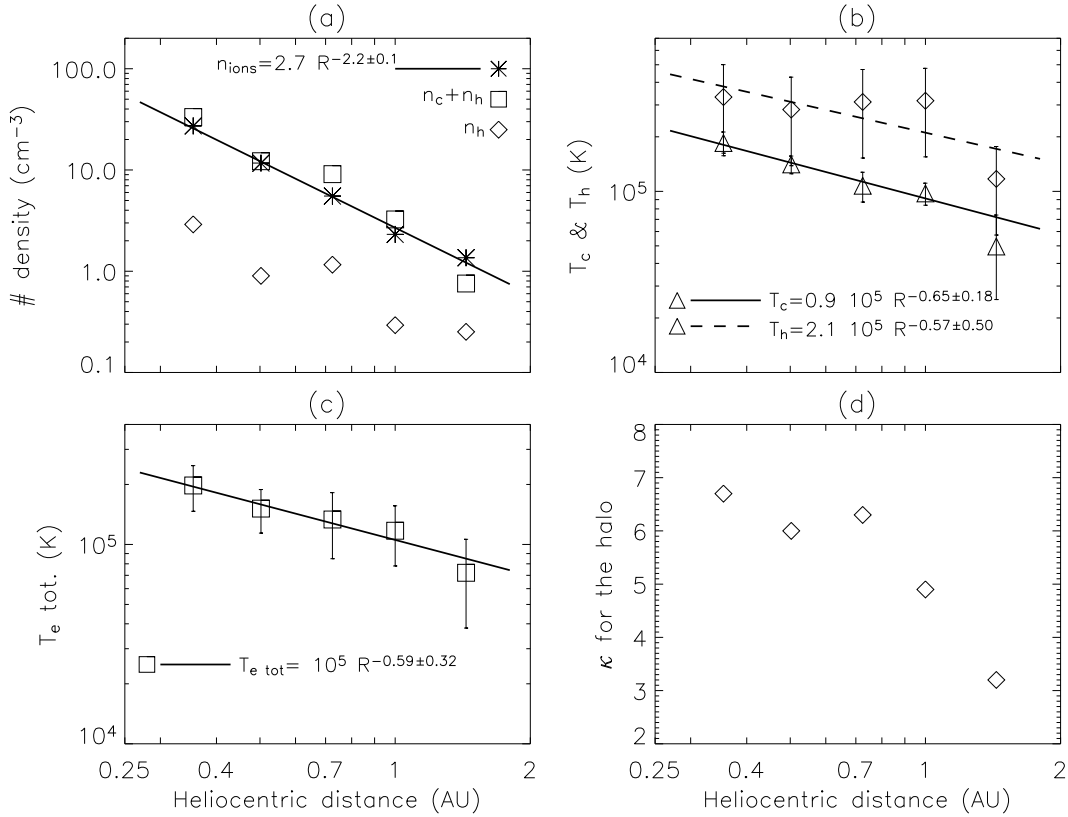 (a)
(b)
n_ions=2.7 R^-2.2±0.1
n_c+n_h
n_h
100.0
10.0
1.0
0.1
# density (cm^-3)
10^5
10^4
T_c & T_h (K)
T_c=0.9 10^5 R^-0.65±0.18
T_h=2.1 10^5 R^-0.57±0.50
(c)
(d)
10^5
10^4
T_e tot. (K)
T_e tot= 10^5 R^-0.59±0.32
0.25 0.4 0.7 1 2
Heliocentric distance (AU)
8
7
6
5
4
3
2
κ for the halo
0.25 0.4 0.7 1 2
Heliocentric distance (AU)